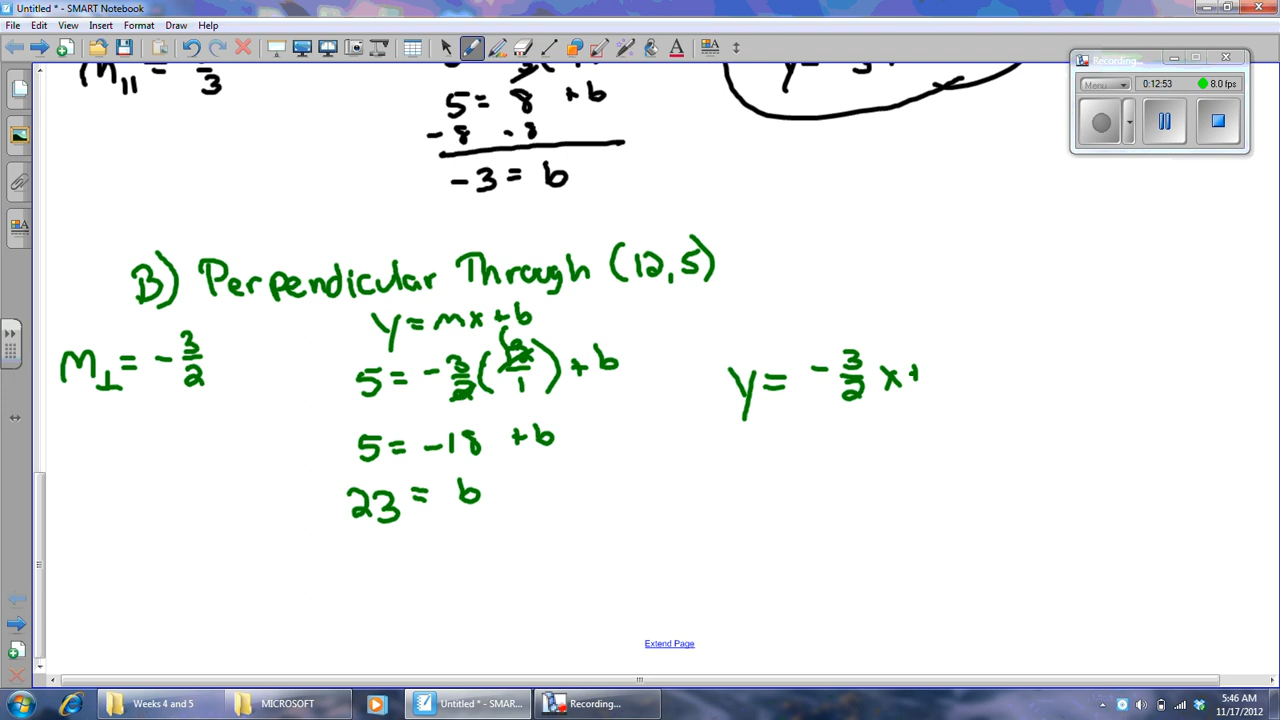 Untitled * - SMART Notebook
File Edit View Insert Format Draw Help
Recording...
Menu 0:12:53 8.0 fps
M11 = 3
5 = 8 + b
-8 -8
-3 = b
B) Perpendicular Through (12,5)
y = mx + b
M⊥ = -3/2
5 = -3/2 ( /1) + b
y = -3/2 x +
5 = -18 + b
23 = b
Extend Page
Weeks 4 and 5 MICROSOFT Untitled * - SMAR... Recording...
5:46 AM
11/17/2012